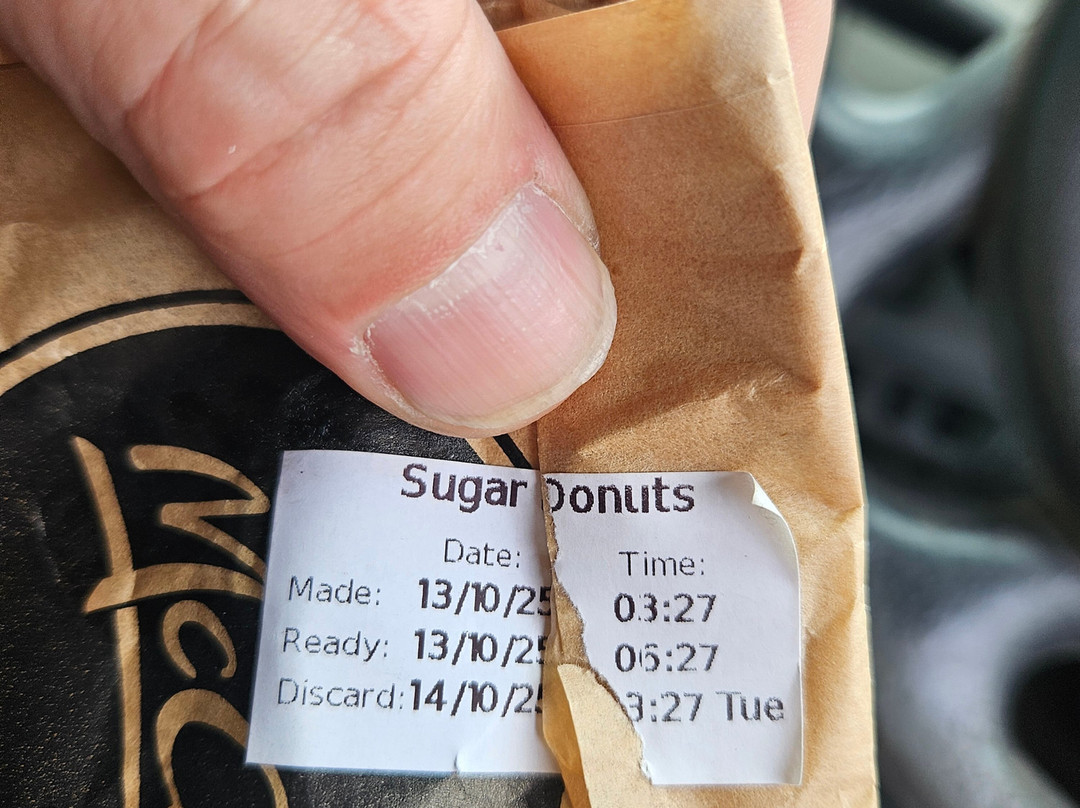 Sugar Donuts
Date: Time:
Made: 13/10/25 03:27
Ready: 13/10/25 06:27
Discard: 14/10/25 3:27 Tue
McC